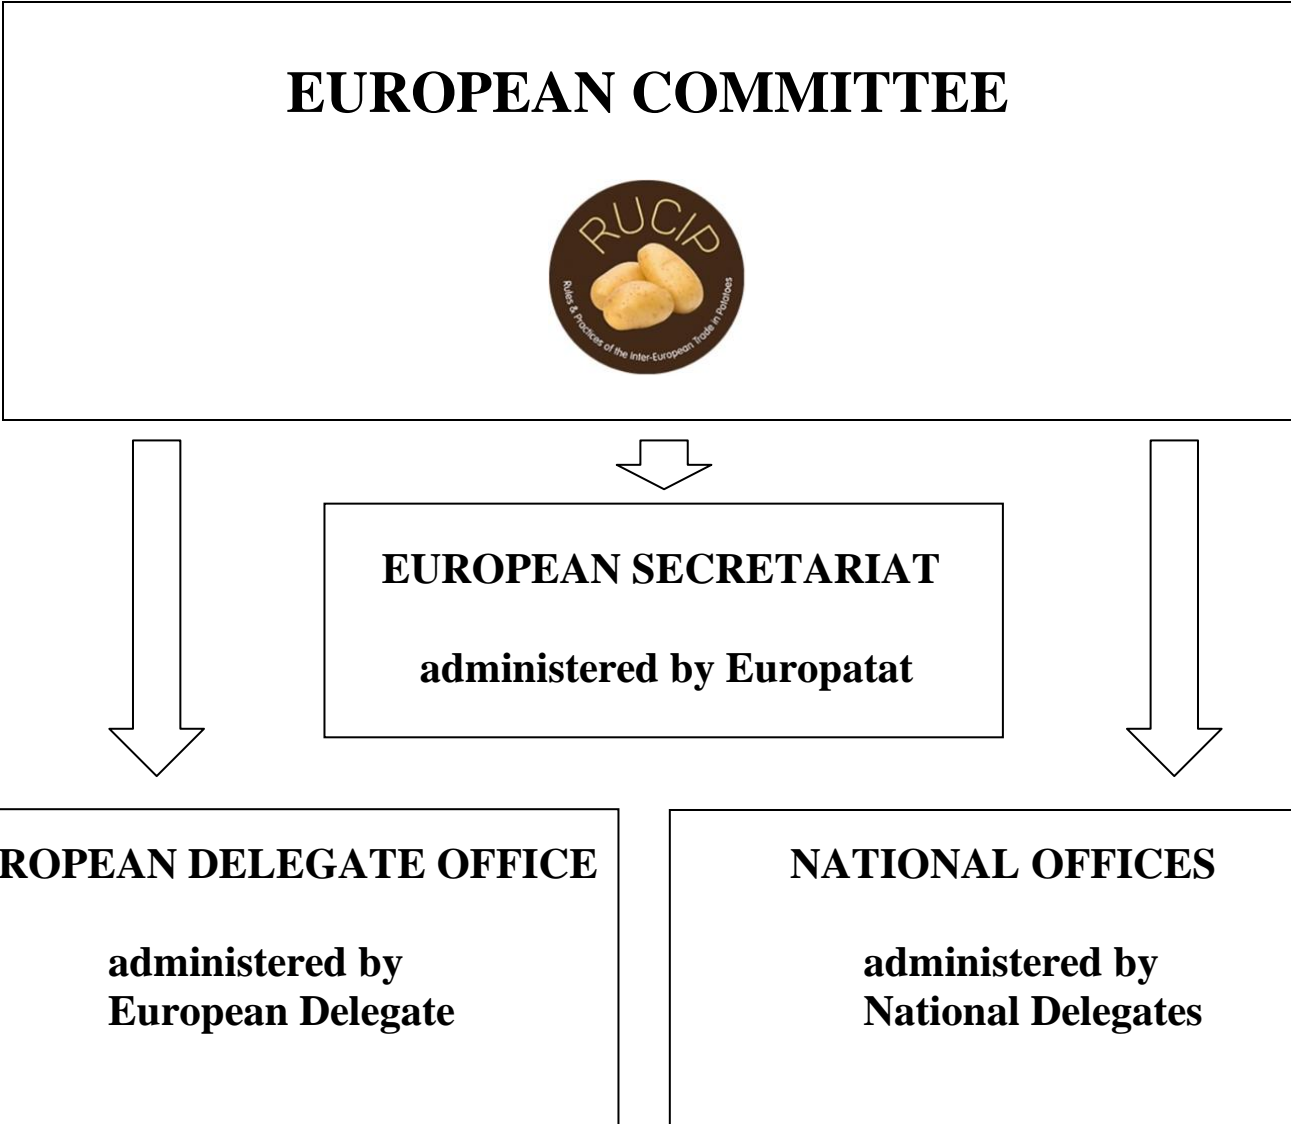 EUROPEAN COMMITTEE
RUCIP
Rules & Practices of the Inter-European Trade in Potatoes
EUROPEAN SECRETARIAT
administered by Europatat
ROPEAN DELEGATE OFFICE
administered by
European Delegate
NATIONAL OFFICES
administered by
National Delegates